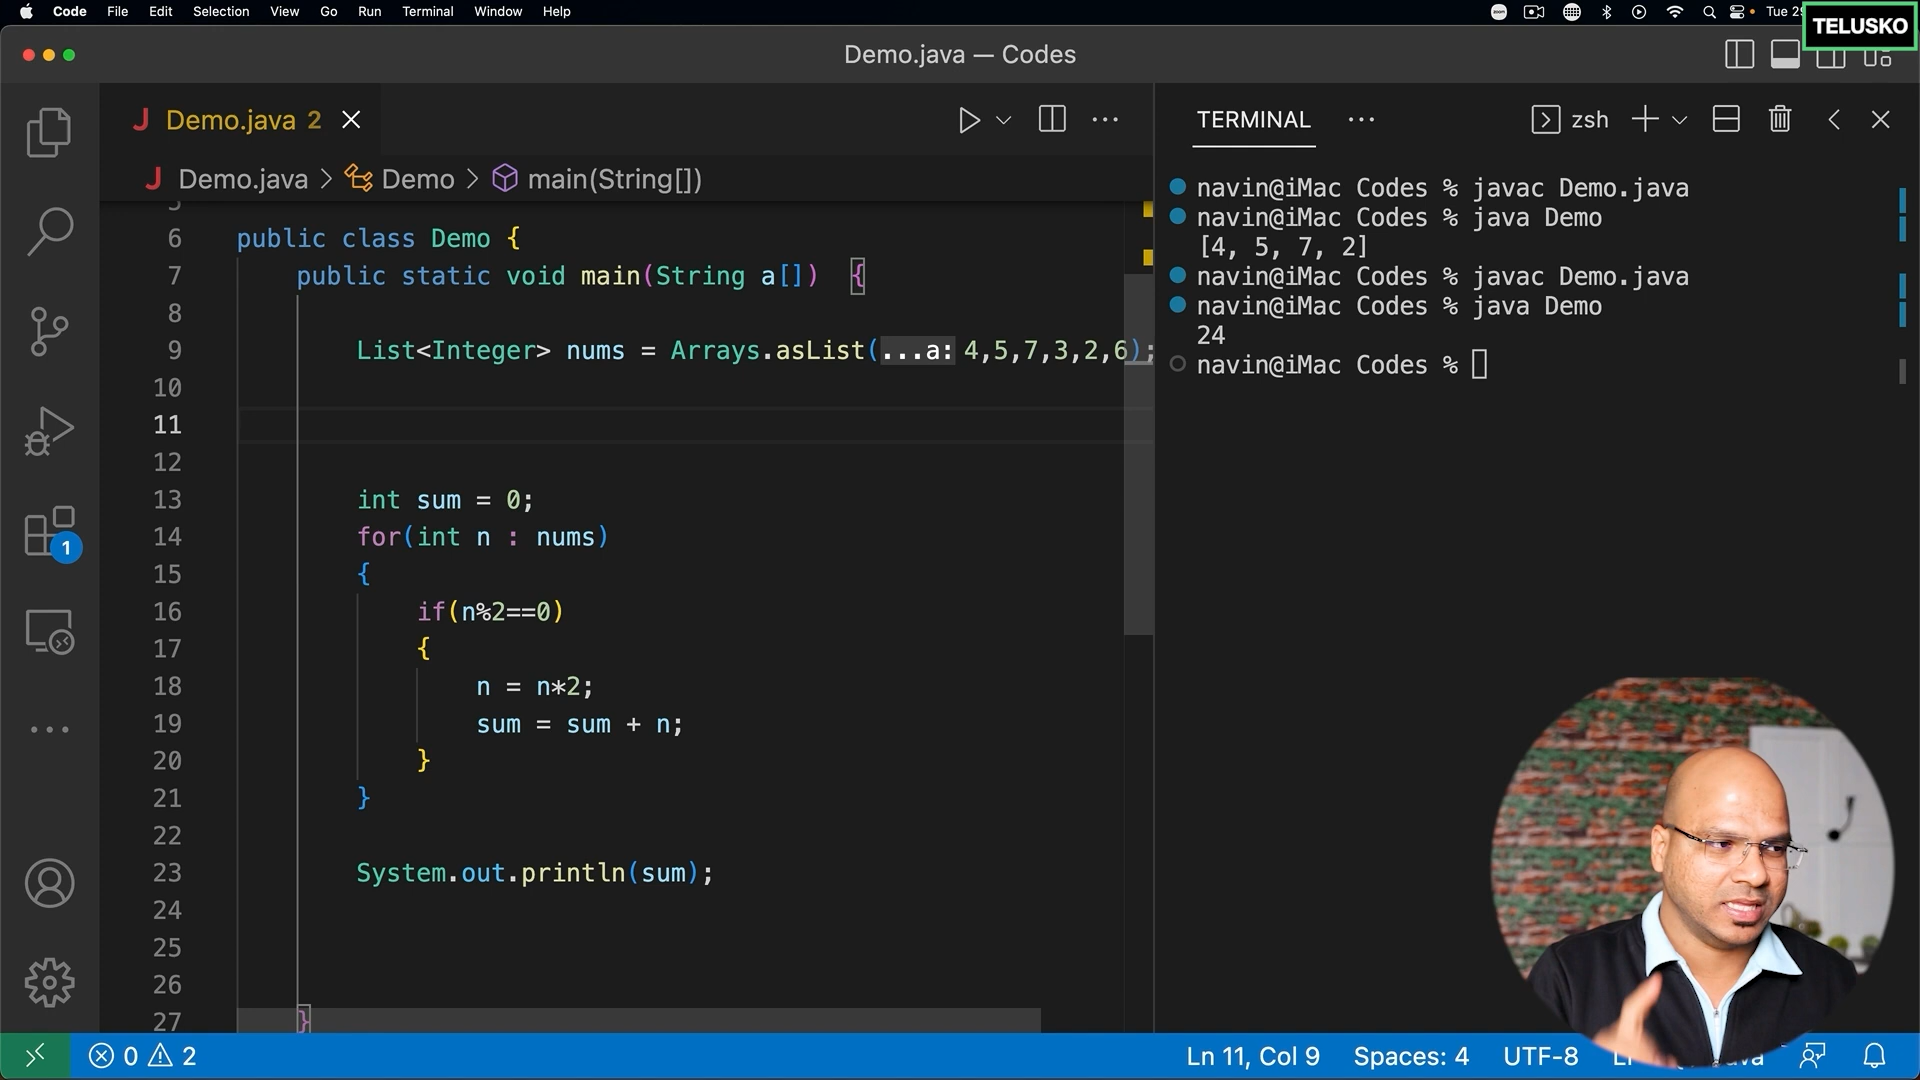 Code File Edit Selection View Go Run Terminal Window Help
zoom
Tue 2
TELUSKO
Demo.java — Codes
Demo.java 2
TERMINAL
zsh
Demo.java > Demo > main(String[])
5
6 public class Demo {
7 public static void main(String a[]) {
8
9 List<Integer> nums = Arrays.asList(...a: 4,5,7,3,2,6);
10
11
12
13 int sum = 0;
14 for(int n : nums)
15 {
16 if(n%2==0)
17 {
18 n = n*2;
19 sum = sum + n;
20 }
21 }
22
23 System.out.println(sum);
24
25
26
27 }
navin@iMac Codes % javac Demo.java
navin@iMac Codes % java Demo
[4, 5, 7, 2]
navin@iMac Codes % javac Demo.java
navin@iMac Codes % java Demo
24
navin@iMac Codes %
1
0 2
Ln 11, Col 9 Spaces: 4 UTF-8